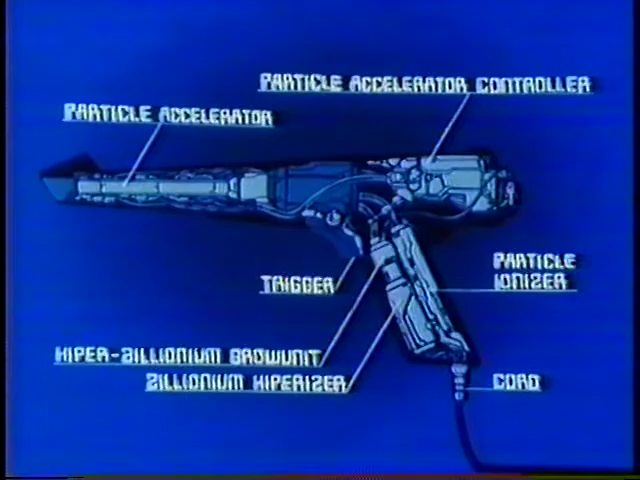 PARTICLE ACCELERATOR CONTROLLER
PARTICLE ACCELERATOR
TRIGGER
PARTICLE
IONIZER
HIPER-ZILLIONIUM GROWUNIT
ZILLIONIUM HIPERIZER
CORD